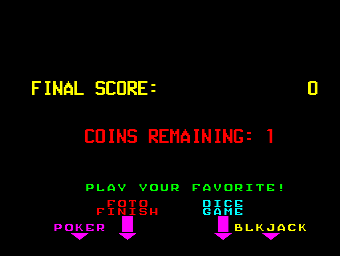 FINAL SCORE: 0
COINS REMAINING: 1
PLAY YOUR FAVORITE!
FOTO DICE
FINISH GAME
POKER BLKJACK